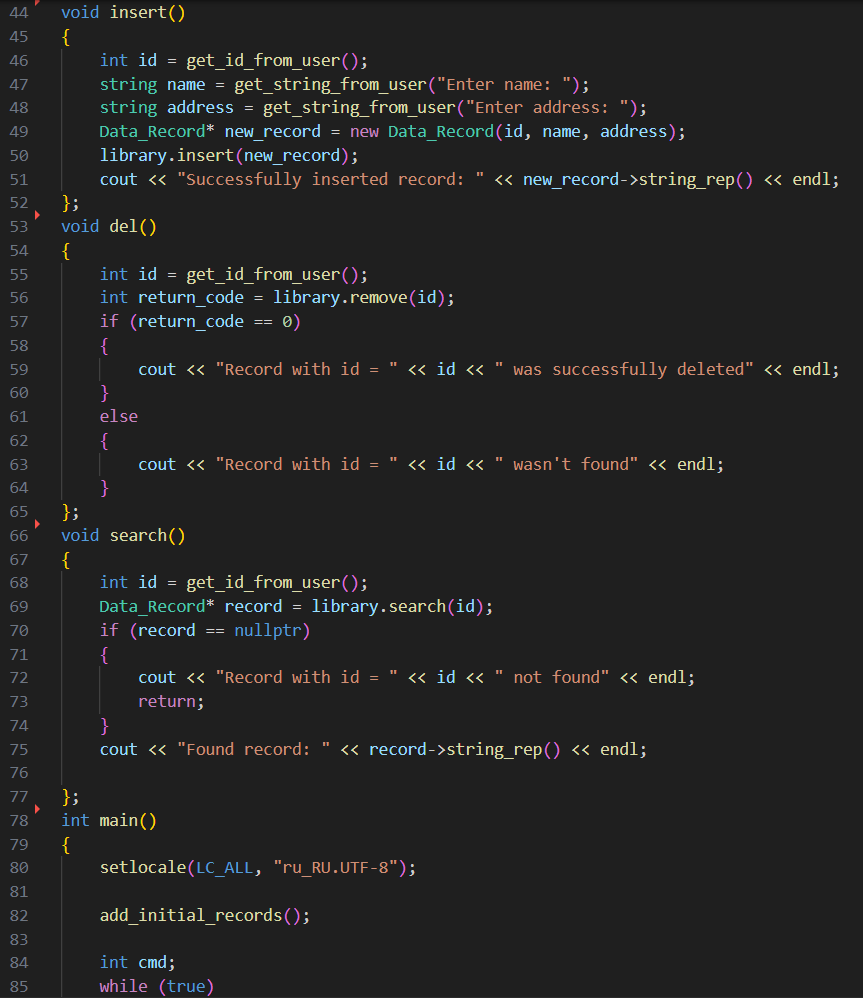 44 void insert()
45 {
46     int id = get_id_from_user();
47     string name = get_string_from_user("Enter name: ");
48     string address = get_string_from_user("Enter address: ");
49     Data_Record* new_record = new Data_Record(id, name, address);
50     library.insert(new_record);
51     cout << "Successfully inserted record: " << new_record->string_rep() << endl;
52 };
53 void del()
54 {
55     int id = get_id_from_user();
56     int return_code = library.remove(id);
57     if (return_code == 0)
58     {
59         cout << "Record with id = " << id << " was successfully deleted" << endl;
60     }
61     else
62     {
63         cout << "Record with id = " << id << " wasn't found" << endl;
64     }
65 };
66 void search()
67 {
68     int id = get_id_from_user();
69     Data_Record* record = library.search(id);
70     if (record == nullptr)
71     {
72         cout << "Record with id = " << id << " not found" << endl;
73         return;
74     }
75     cout << "Found record: " << record->string_rep() << endl;
76
77 };
78 int main()
79 {
80     setlocale(LC_ALL, "ru_RU.UTF-8");
81
82     add_initial_records();
83
84     int cmd;
85     while (true)